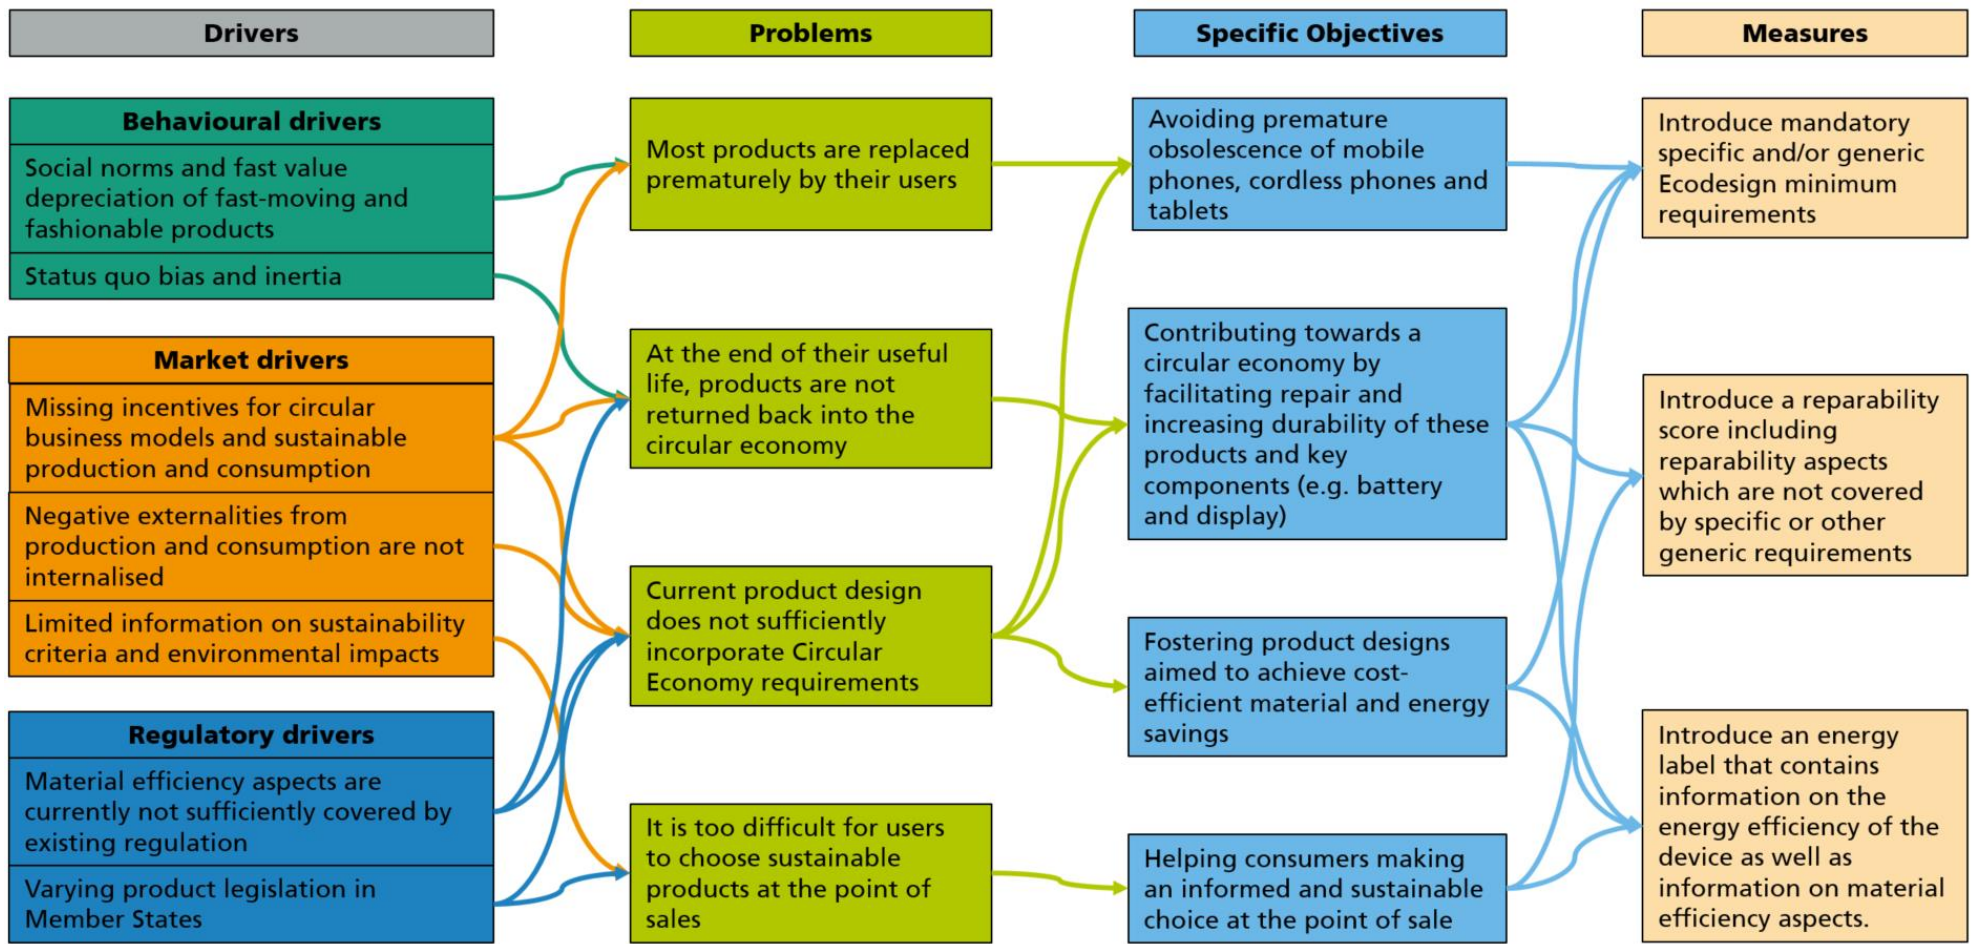 Drivers
Behavioural drivers
Social norms and fast value
depreciation of fast-moving and
fashionable products
Status quo bias and inertia
Market drivers
Missing incentives for circular
business models and sustainable
production and consumption
Negative externalities from
production and consumption are not
internalised
Limited information on sustainability
criteria and environmental impacts
Regulatory drivers
Material efficiency aspects are
currently not sufficiently covered by
existing regulation
Varying product legislation in
Member States
Problems
Most products are replaced
prematurely by their users
At the end of their useful
life, products are not
returned back into the
circular economy
Current product design
does not sufficiently
incorporate Circular
Economy requirements
It is too difficult for users
to choose sustainable
products at the point of
sales
Specific Objectives
Avoiding premature
obsolescence of mobile
phones, cordless phones and
tablets
Contributing towards a
circular economy by
facilitating repair and
increasing durability of these
products and key
components (e.g. battery
and display)
Fostering product designs
aimed to achieve cost-
efficient material and energy
savings
Helping consumers making
an informed and sustainable
choice at the point of sale
Measures
Introduce mandatory
specific and/or generic
Ecodesign minimum
requirements
Introduce a reparability
score including
reparability aspects
which are not covered
by specific or other
generic requirements
Introduce an energy
label that contains
information on the
energy efficiency of the
device as well as
information on material
efficiency aspects.